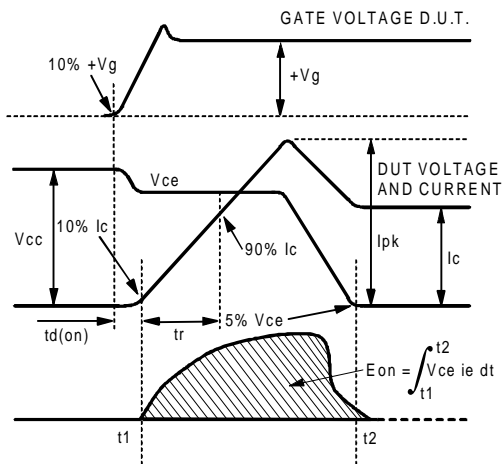 GATE VOLTAGE D.U.T.
10% +Vg
+Vg
Vce
DUT VOLTAGE
AND CURRENT
10% Ic
Vcc
90% Ic
Ipk
Ic
td(on)
tr
5% Vce
t2
Eon = ∫ Vce ie dt
t1
t1
t2